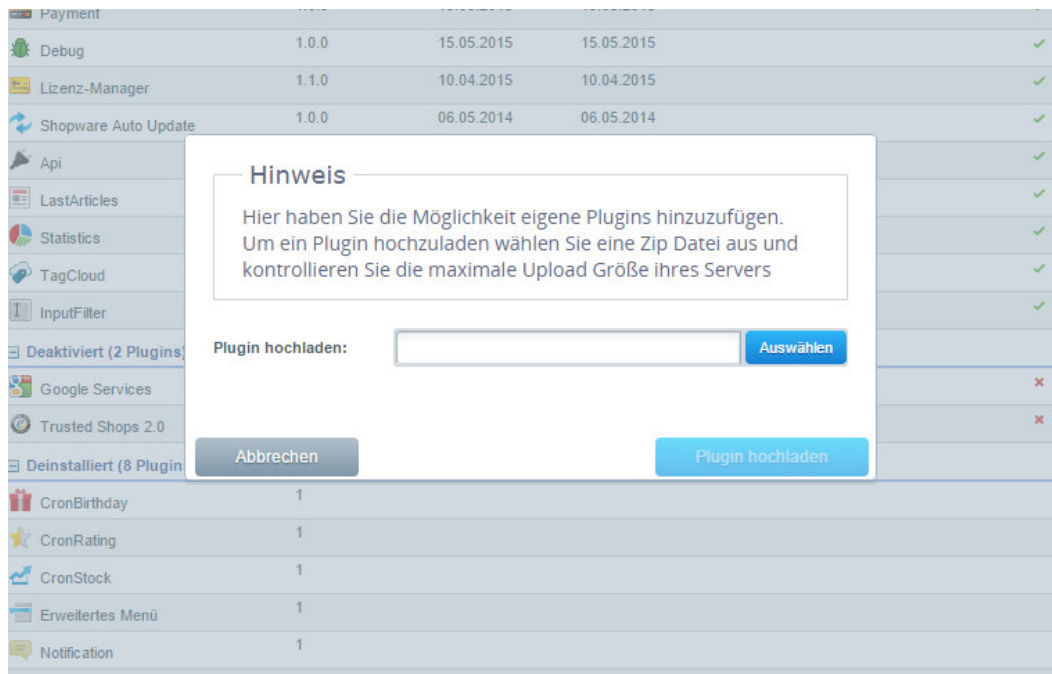 Payment
Debug 1.0.0 15.05.2015 15.05.2015
Lizenz-Manager 1.1.0 10.04.2015 10.04.2015
Shopware Auto Update 1.0.0 06.05.2014 06.05.2014
Api
LastArticles
Statistics
TagCloud
InputFilter
Deaktiviert (2 Plugins)
Google Services
Trusted Shops 2.0
Deinstalliert (8 Plugin
Hinweis
Hier haben Sie die Möglichkeit eigene Plugins hinzuzufügen.
Um ein Plugin hochzuladen wählen Sie eine Zip Datei aus und
kontrollieren Sie die maximale Upload Größe ihres Servers
Plugin hochladen: Auswählen
Abbrechen Plugin hochladen
CronBirthday 1
CronRating 1
CronStock 1
Erweitertes Menü 1
Notification 1